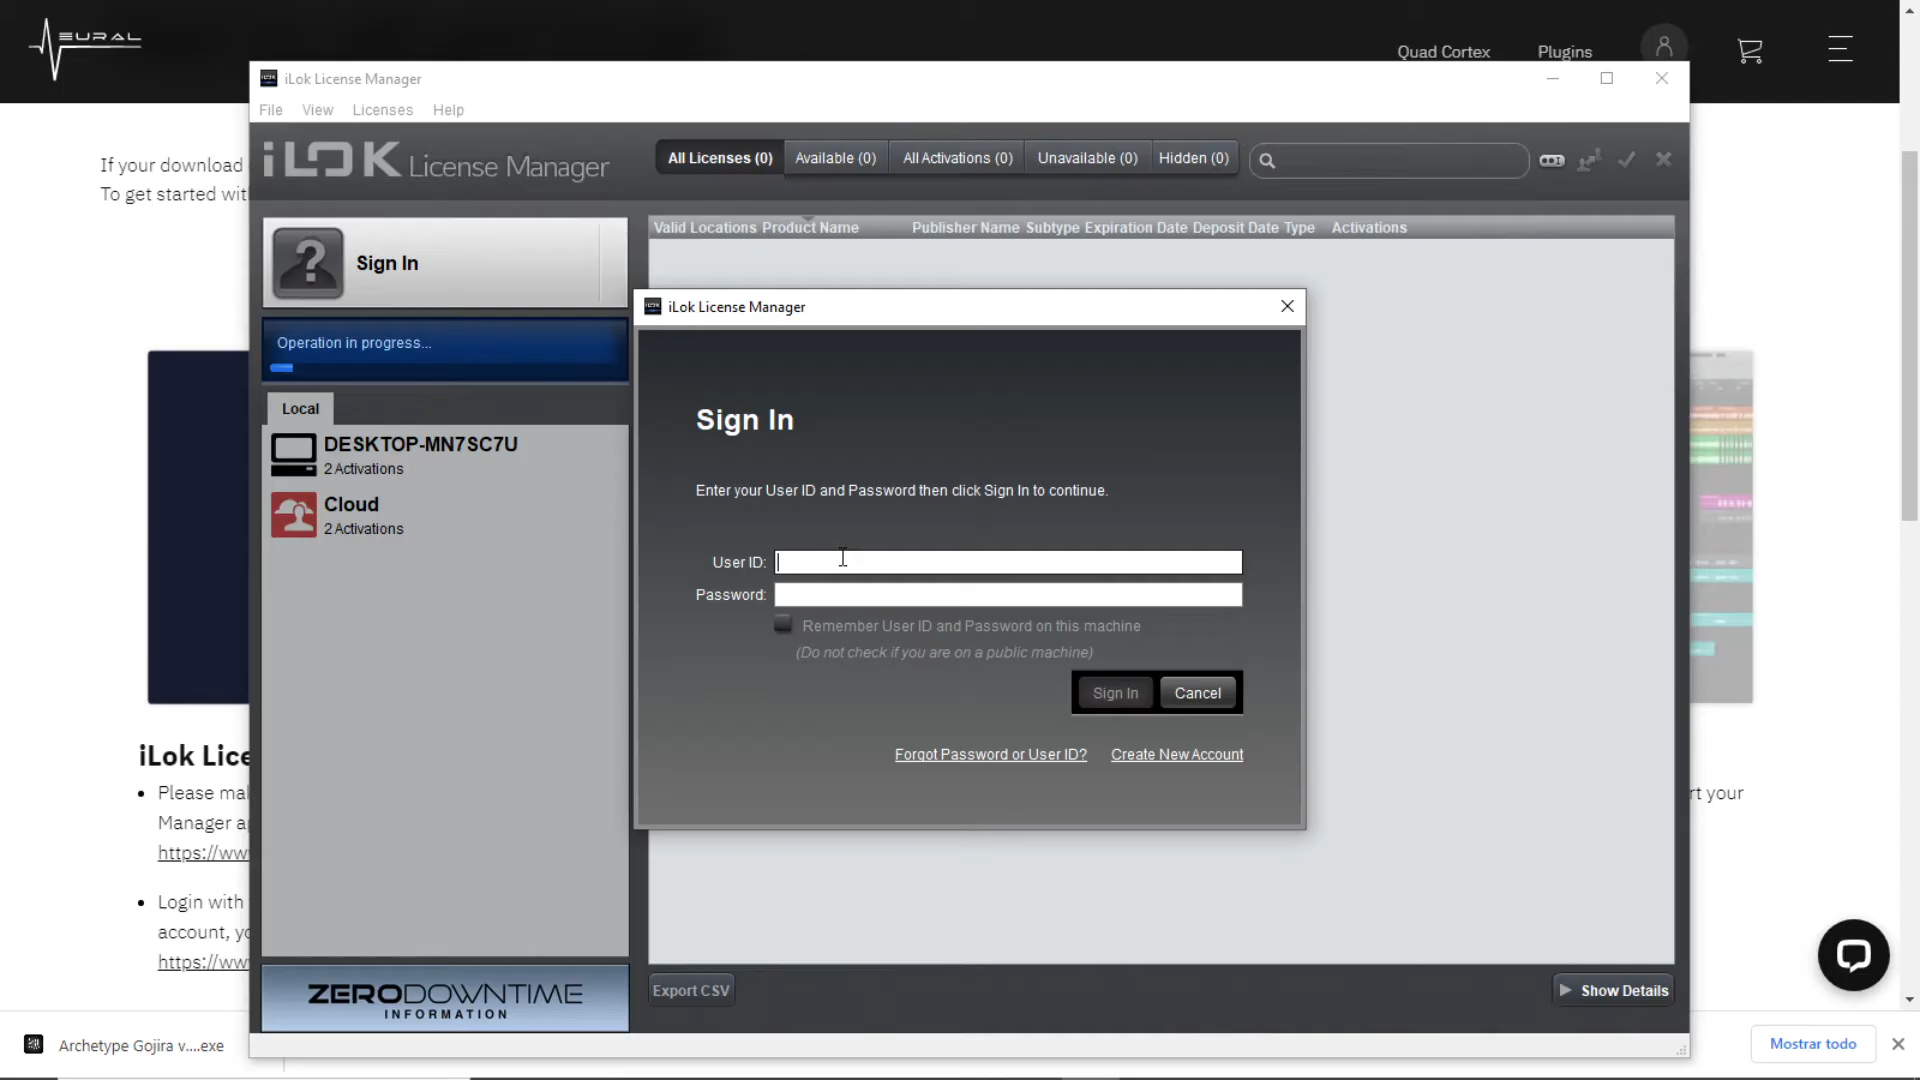 EURAL
Quad Cortex
Plugins
iLok License Manager
File View Licenses Help
If your download
To get started wit
iLOK License Manager
All Licenses (0)
Available (0)
All Activations (0)
Unavailable (0)
Hidden (0)
Sign In
Valid Locations Product Name Publisher Name Subtype Expiration Date Deposit Date Type Activations
Operation in progress...
Local
DESKTOP-MN7SC7U
2 Activations
Cloud
2 Activations
iLok License Manager
Sign In
Enter your User ID and Password then click Sign In to continue.
User ID:
Password:
Remember User ID and Password on this machine
(Do not check if you are on a public machine)
Sign In
Cancel
Forgot Password or User ID?
Create New Account
iLok Lice
Please mal
Manager a
https://ww
rt your
Login with
account, yo
https://ww
ZERODOWNTIME
INFORMATION
Export CSV
Show Details
Archetype Gojira v....exe
Mostrar todo